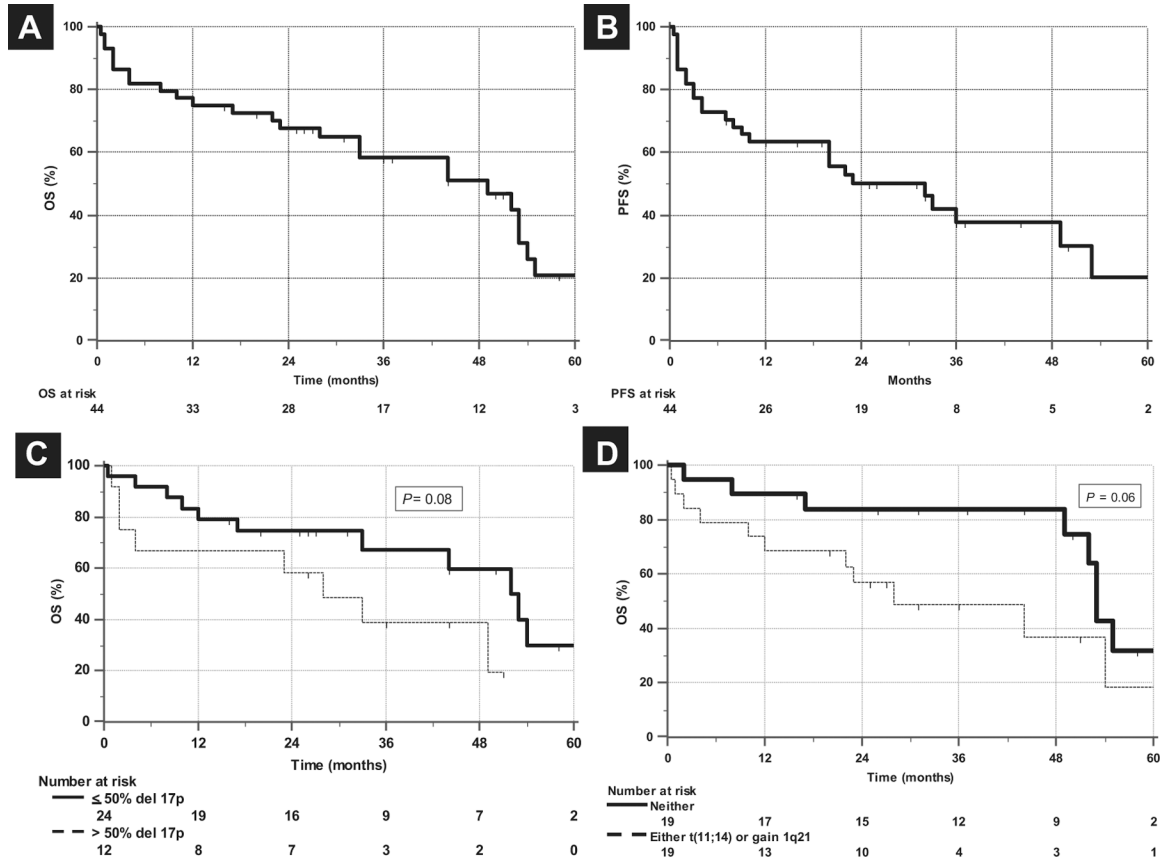 A
100
80
60
40
20
0
OS (%)
0 12 24 36 48 60
Time (months)
OS at risk
44 33 28 17 12 3
B
100
80
60
40
20
0
PFS (%)
0 12 24 36 48 60
Months
PFS at risk
44 26 19 8 5 2
C
100
80
60
40
20
0
OS (%)
P= 0.08
0 12 24 36 48 60
Time (months)
Number at risk
≤ 50% del 17p
24 19 16 9 7 2
> 50% del 17p
12 8 7 3 2 0
D
100
80
60
40
20
0
OS (%)
P = 0.06
0 12 24 36 48 60
Time (months)
Number at risk
Neither
19 17 15 12 9 2
Either t(11;14) or gain 1q21
19 13 10 4 3 1